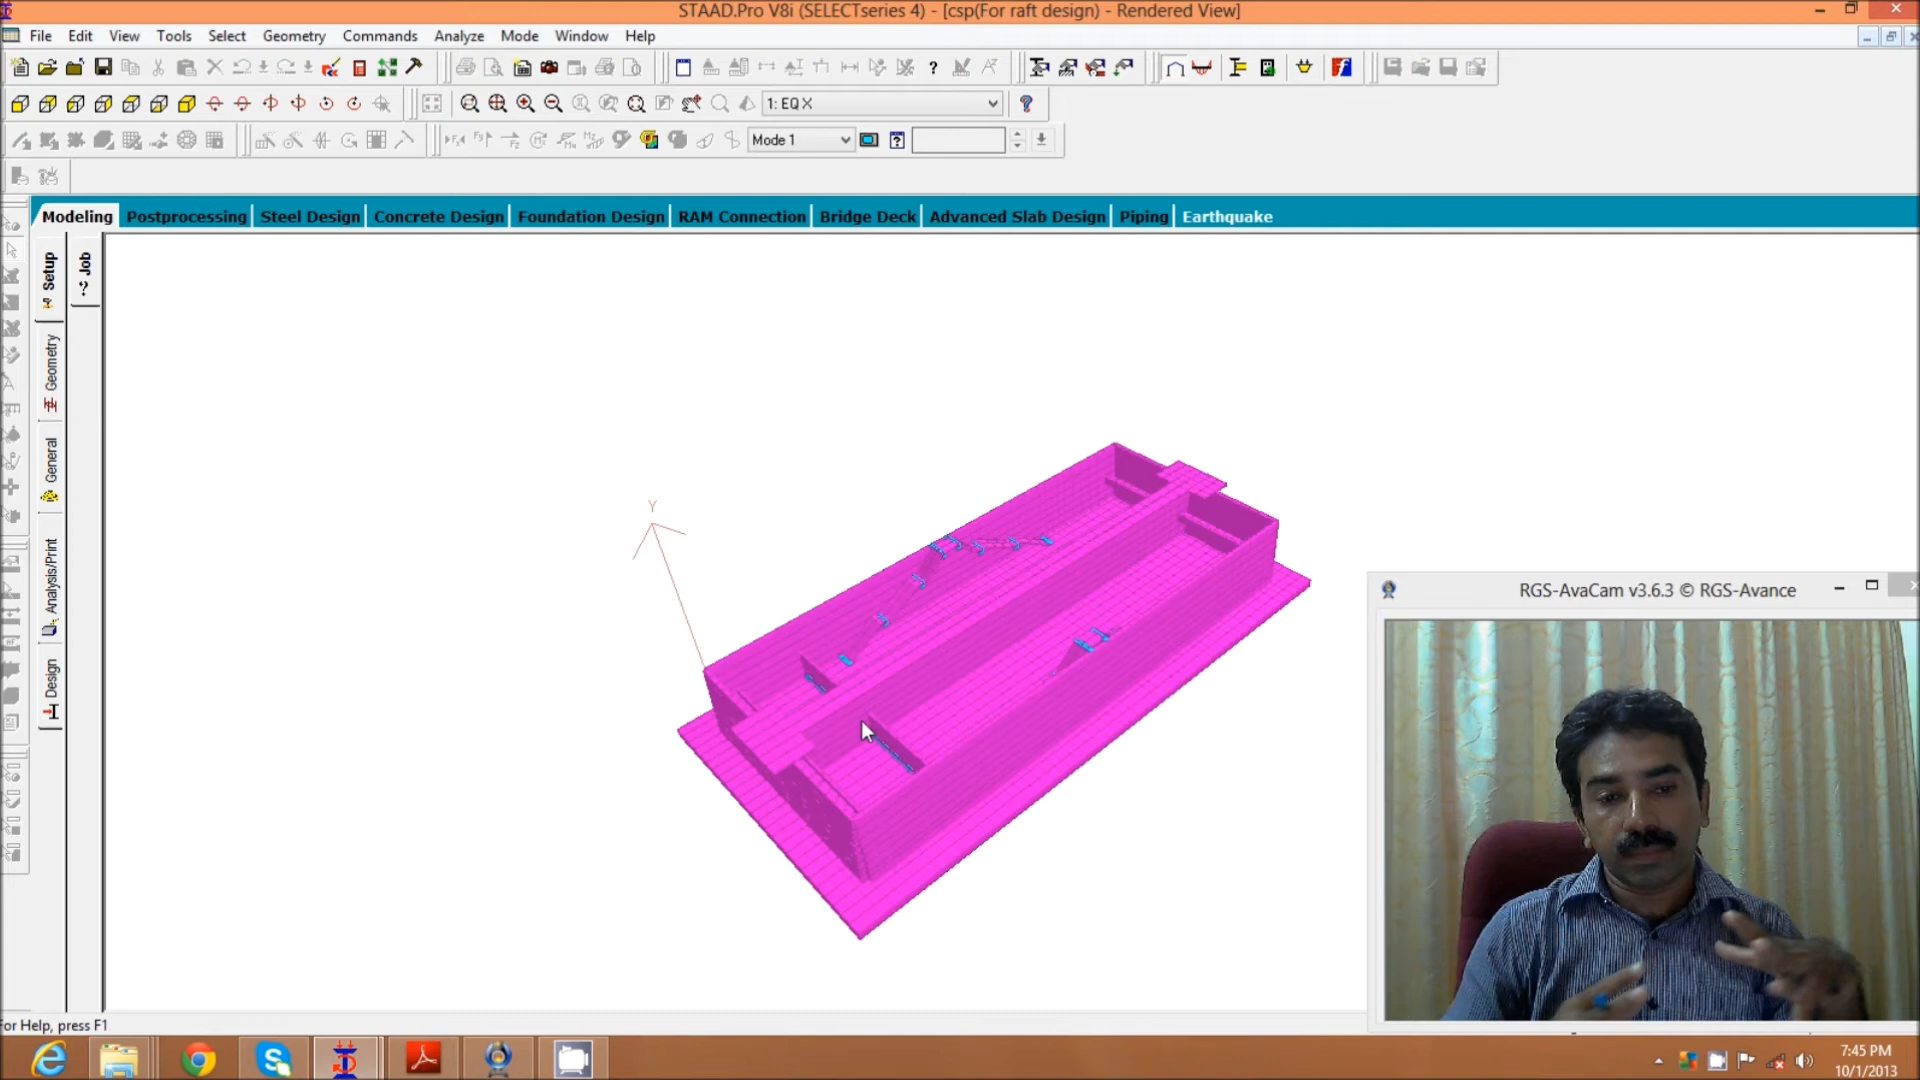 STAAD.Pro V8i (SELECTseries 4) - [csp(For raft design) - Rendered View]
File Edit View Tools Select Geometry Commands Analyze Mode Window Help
1: EQ X
Mode 1
Modeling Postprocessing Steel Design Concrete Design Foundation Design RAM Connection Bridge Deck Advanced Slab Design Piping Earthquake
Setup
Job
Geometry
General
Analysis/Print
Design
Y
RGS-AvaCam v3.6.3 © RGS-Avance
For Help, press F1
7:45 PM
10/1/2013